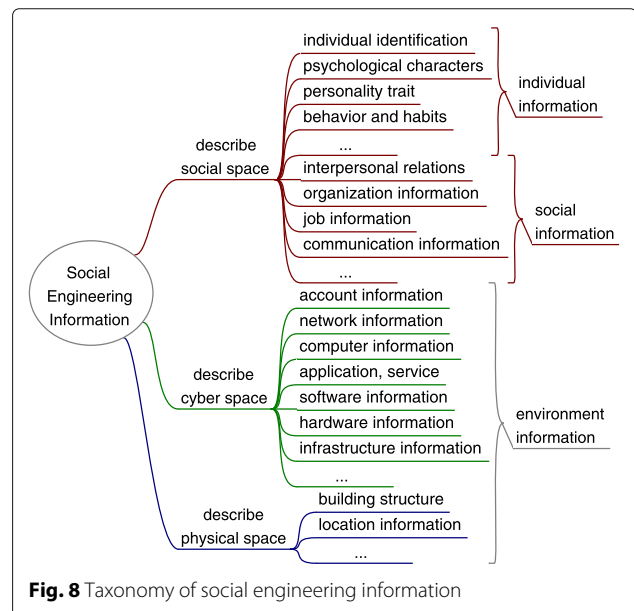 individual identification
psychological characters
personality trait
behavior and habits
...
individual
information
describe
social space
interpersonal relations
organization information
job information
communication information
...
social
information
Social
Engineering
Information
account information
network information
computer information
application, service
software information
hardware information
infrastructure information
...
describe
cyber space
environment
information
building structure
location information
...
describe
physical space
Fig. 8 Taxonomy of social engineering information